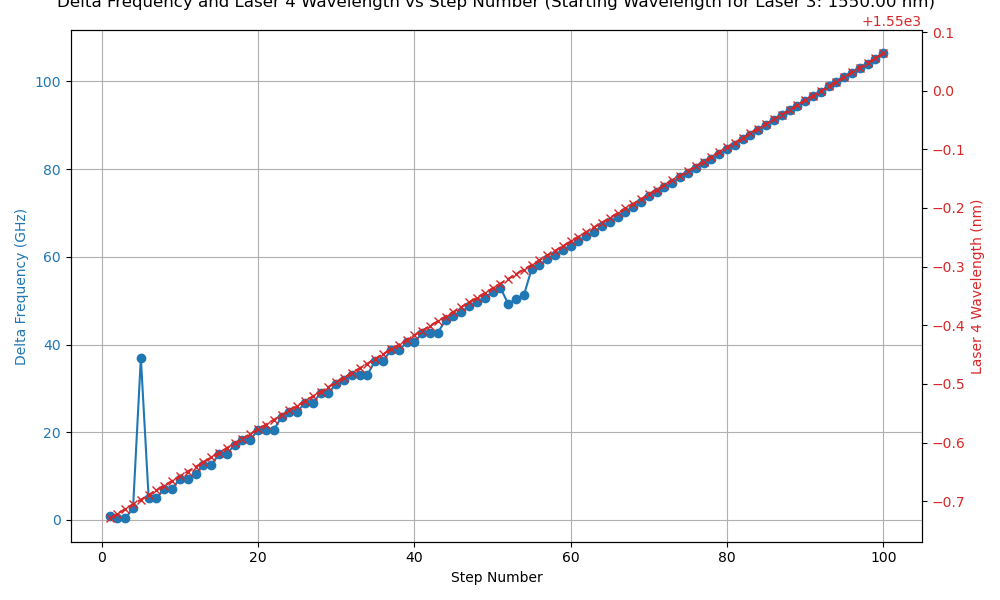 Delta Frequency and Laser 4 Wavelength vs Step Number (Starting Wavelength for Laser 3: 1550.00 nm)
+1.55e3
Delta Frequency (GHz)
100
80
60
40
20
0
0 20 40 60 80 100
Step Number
0.1
0.0
−0.1
−0.2
−0.3
−0.4
−0.5
−0.6
−0.7
Laser 4 Wavelength (nm)